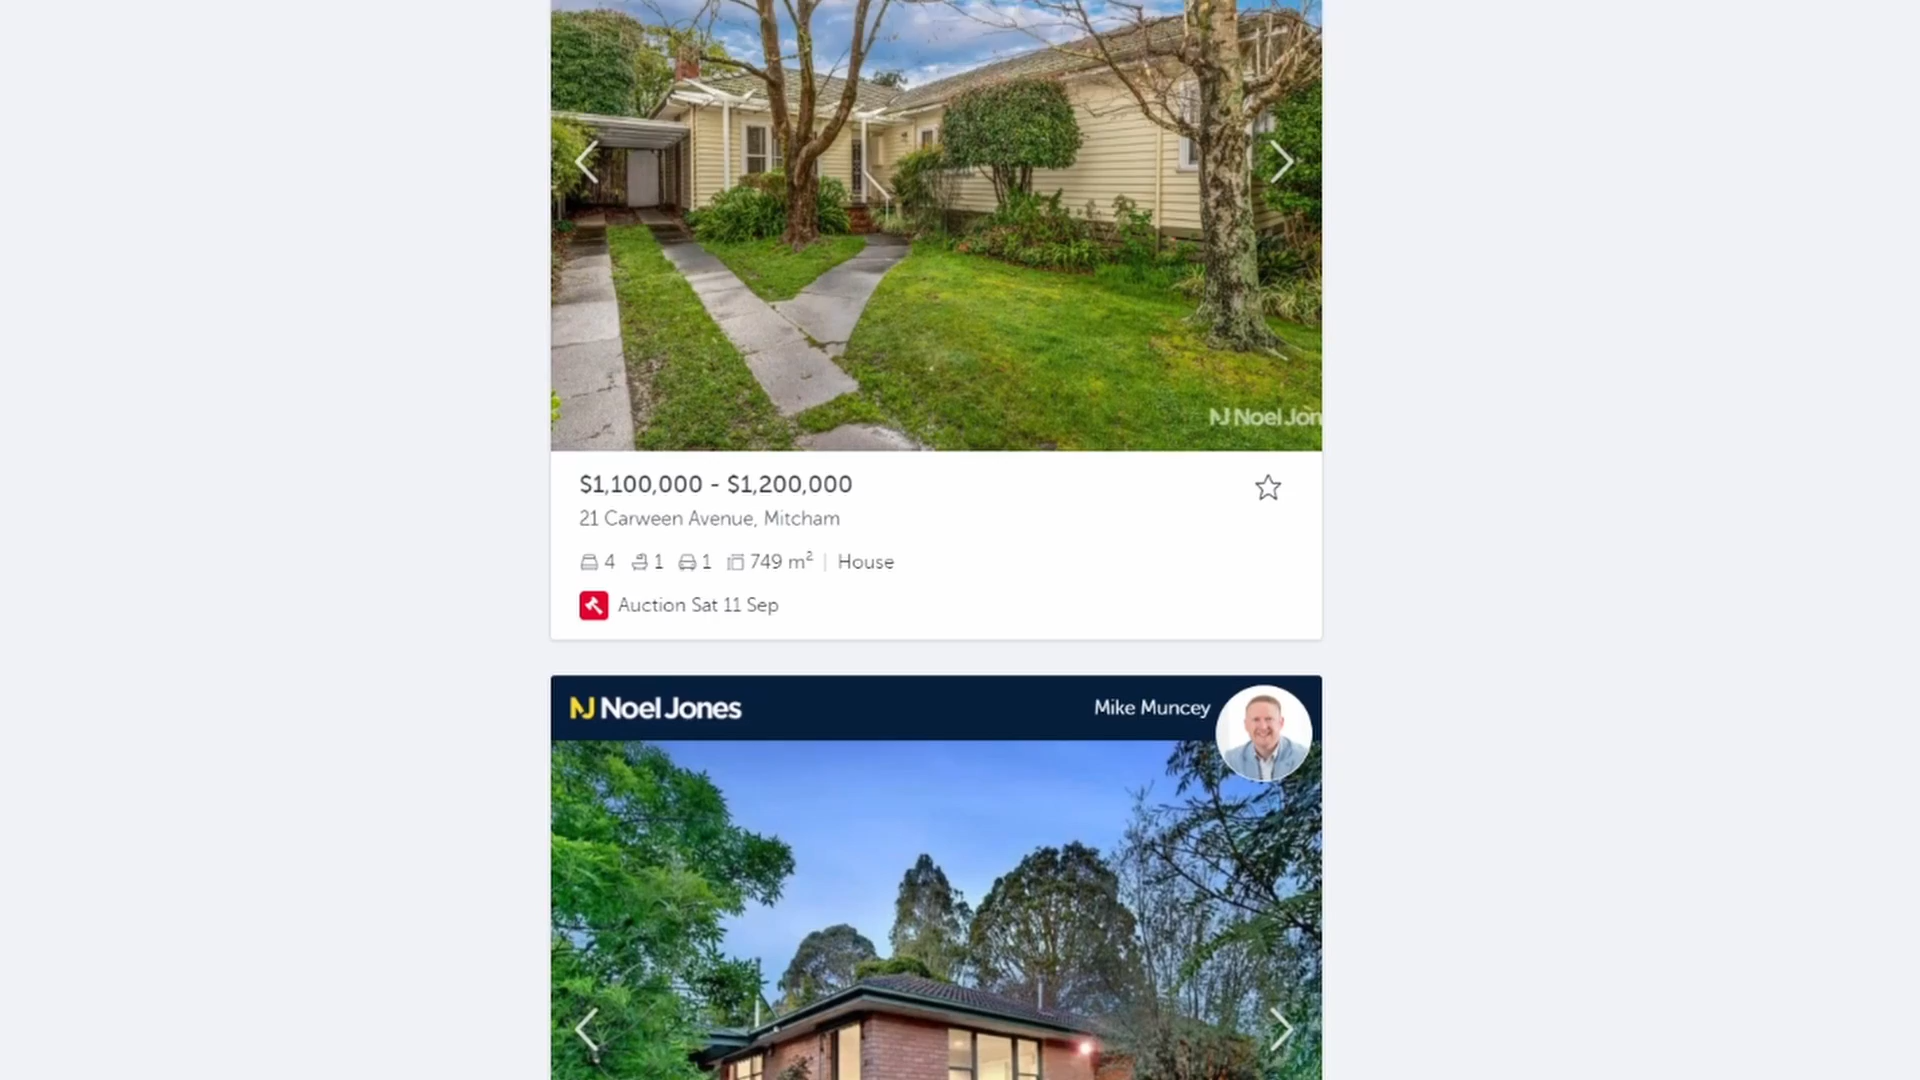 NJ Noel Jon
$1,100,000 - $1,200,000
21 Carween Avenue, Mitcham
4 1 1 749 m² | House
Auction Sat 11 Sep
NJ Noel Jones Mike Muncey